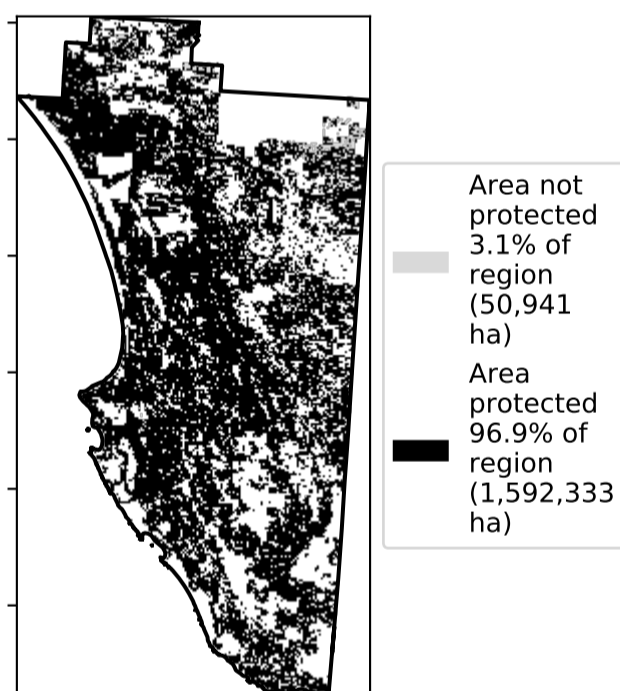 Area not
protected
3.1% of
region
(50,941
ha)
Area
protected
96.9% of
region
(1,592,333
ha)